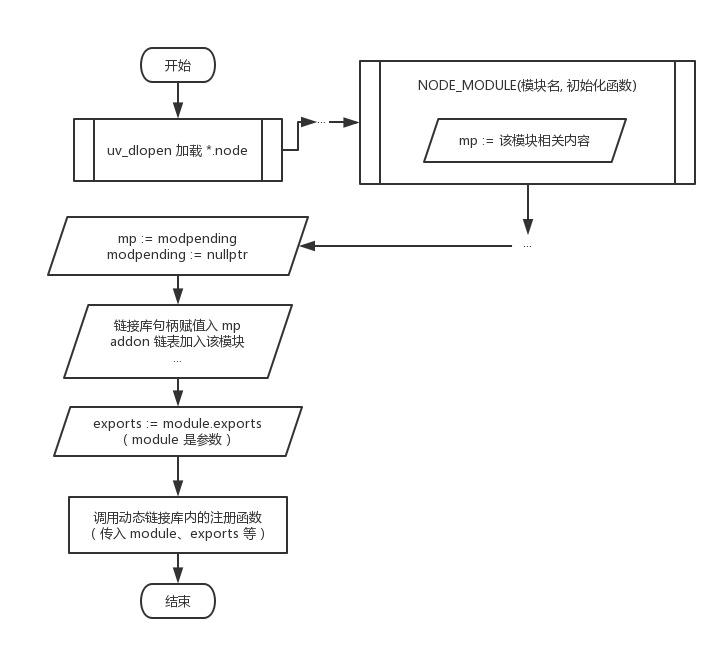 开始
uv_dlopen 加载 *.node
...
NODE_MODULE(模块名, 初始化函数)
mp := 该模块相关内容
...
mp := modpending
modpending := nullptr
链接库句柄赋值入 mp
addon 链表加入该模块
...
exports := module.exports
（ module 是参数 ）
调用动态链接库内的注册函数
（ 传入 module、exports 等 ）
结束